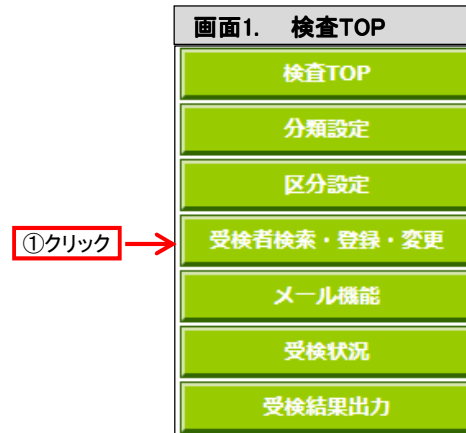 画面1. 検査TOP
検査TOP
分類設定
区分設定
①クリック
受検者検索・登録・変更
メール機能
受検状況
受検結果出力